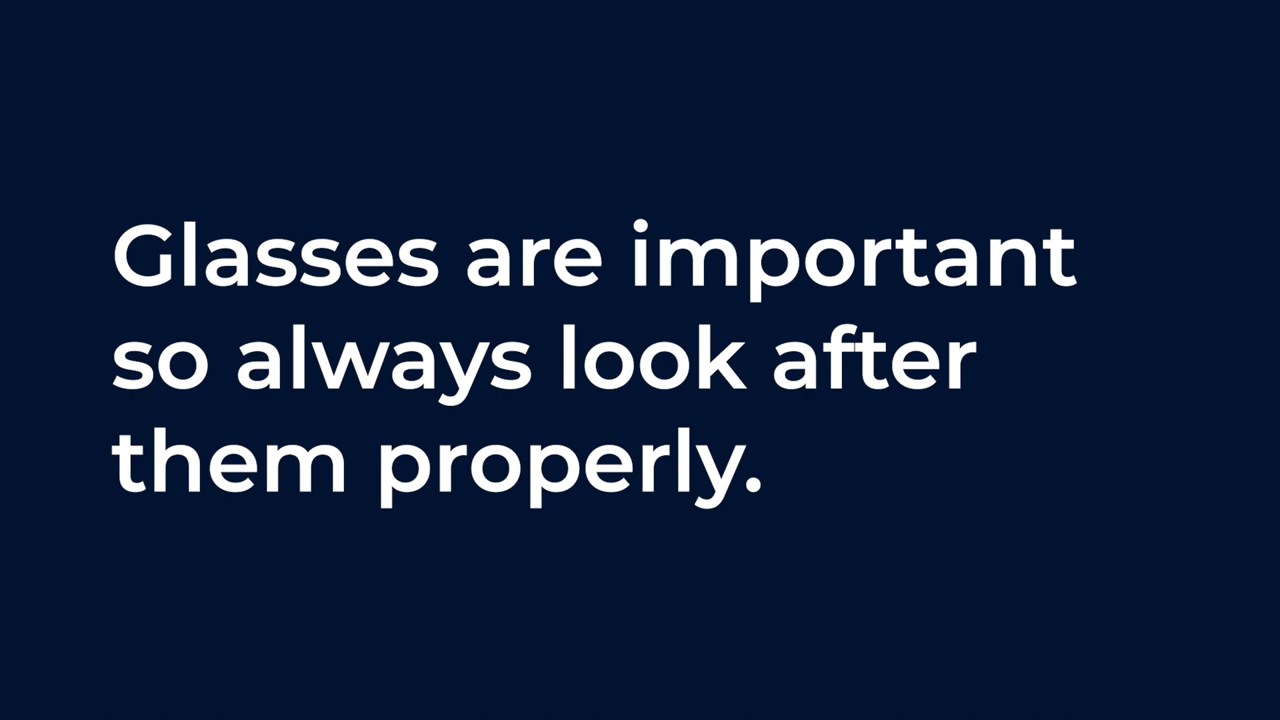 Glasses are important
so always look after
them properly.